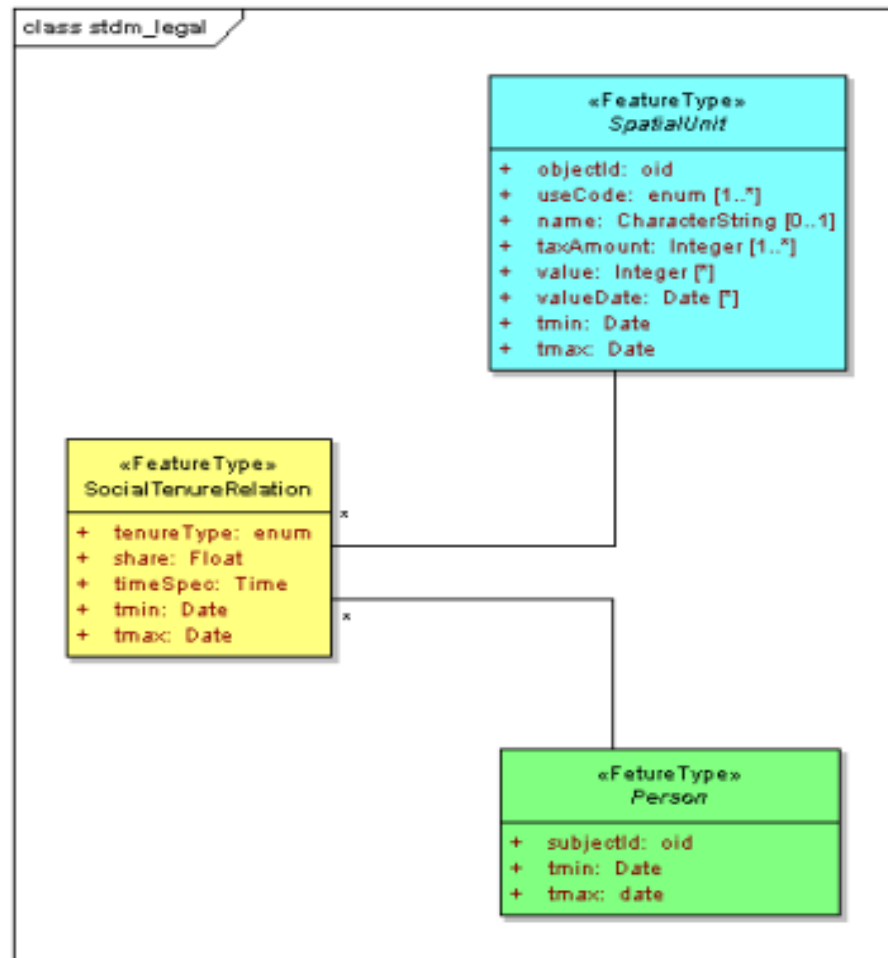 class stdm_legal
«FeatureType»
SpatialUnit
+ objectId: oid
+ useCode: enum [1..*]
+ name: CharacterString [0..1]
+ taxAmount: Integer [1..*]
+ value: Integer [*]
+ valueDate: Date [*]
+ tmin: Date
+ tmax: Date
«FeatureType»
SocialTenureRelation
+ tenureType: enum
+ share: Float
+ timeSpec: Time
+ tmin: Date
+ tmax: Date
*
*
«FetureType»
Person
+ subjectId: oid
+ tmin: Date
+ tmax: date